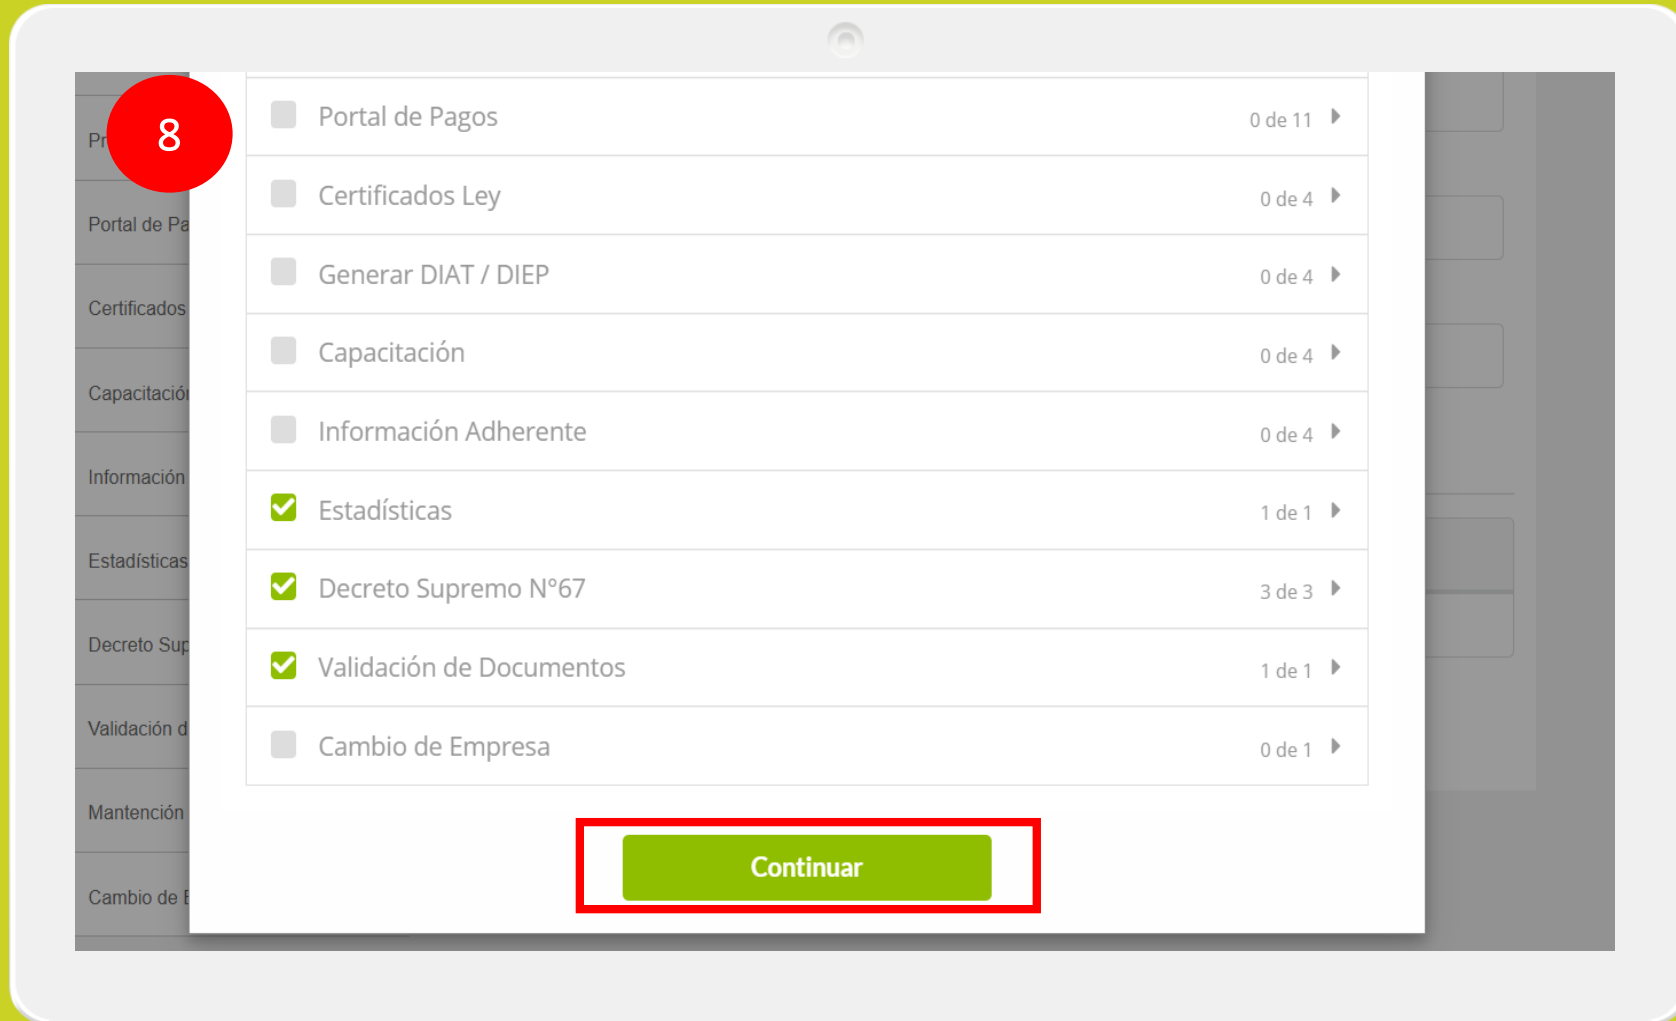 8
Portal de Pagos 0 de 11
Certificados Ley 0 de 4
Generar DIAT / DIEP 0 de 4
Capacitación 0 de 4
Información Adherente 0 de 4
Estadísticas 1 de 1
Decreto Supremo N°67 3 de 3
Validación de Documentos 1 de 1
Cambio de Empresa 0 de 1
Continuar
Pr
Portal de Pa
Certificados
Capacitación
Información
Estadísticas
Decreto Sup
Validación d
Mantención
Cambio de E